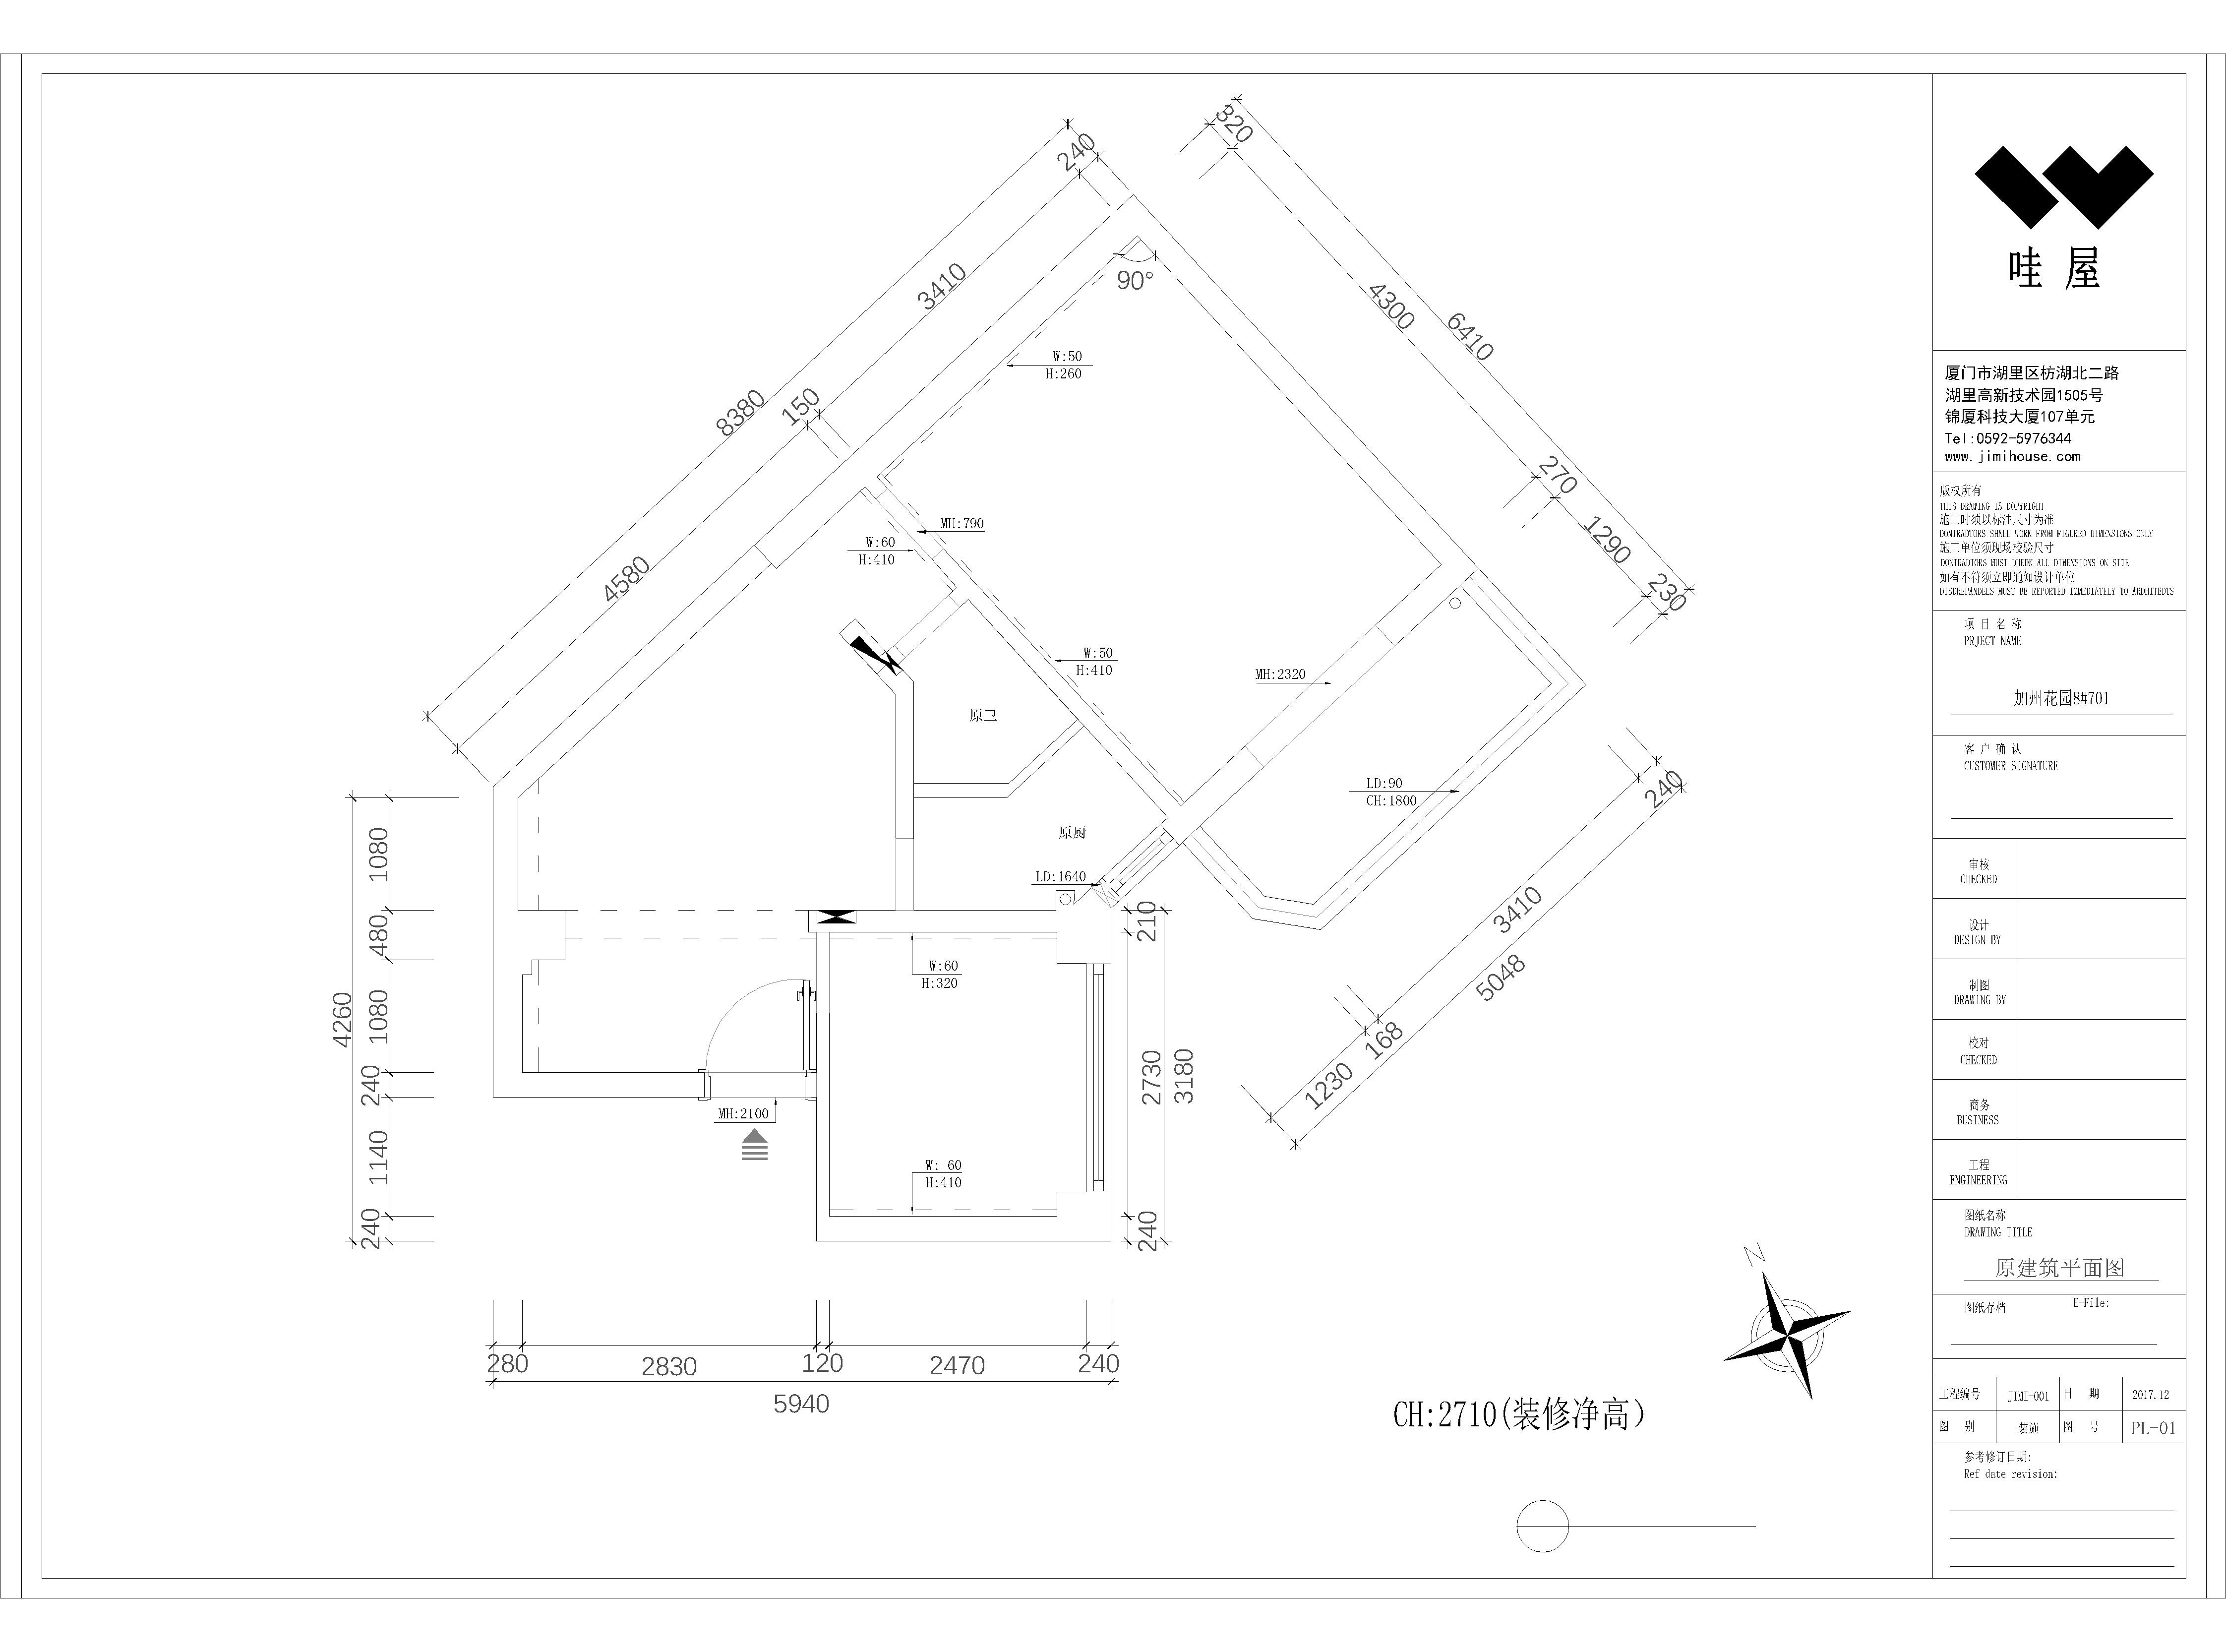 320
240
3410
90°
4300
6410
W:50
H:260
8380
150
270
MH:790
1290
W:60
H:410
4580
230
W:50
H:410
MH:2320
原卫
LD:90
CH:1800
240
原厨
1080
LD:1640
3410
210
480
5048
W:60
H:320
4260
1080
168
2730
3180
240
1230
MH:2100
1140
W: 60
H:410
240
240
N
280
2830
120
2470
240
5940
CH:2710(装修净高)
哇屋
厦门市湖里区枋湖北二路
湖里高新技术园1505号
锦厦科技大厦107单元
Tel:0592-5976344
www.jimihouse.com
版权所有
THIS DRAWING IS DOPYRIGHI
施工时须以标注尺寸为准
DONTRADTORS SHALL WORK FROM FIGURED DIMENSIONS ONLY
施工单位须现场校验尺寸
DONTRADTORS MUST DHEDK ALL DIMENSIONS ON SITE
如有不符须立即通知设计单位
DISDREPANDELS MUST BE REPORTED IMMEDIATELY TO ARDHITEDTS
项目名称
PRJECT NAME
加州花园8#701
客户确认
CUSTOMER SIGNATURE
审核
CHECKED
设计
DESIGN BY
制图
DRAWING BY
校对
CHECKED
商务
BUSINESS
工程
ENGINEERING
图纸名称
DRAWING TITLE
原建筑平面图
图纸存档 E-File:
工程编号 JIMI-001 日 期 2017.12
图 别 装施 图 号 PL-01
参考修订日期:
Ref date revision: